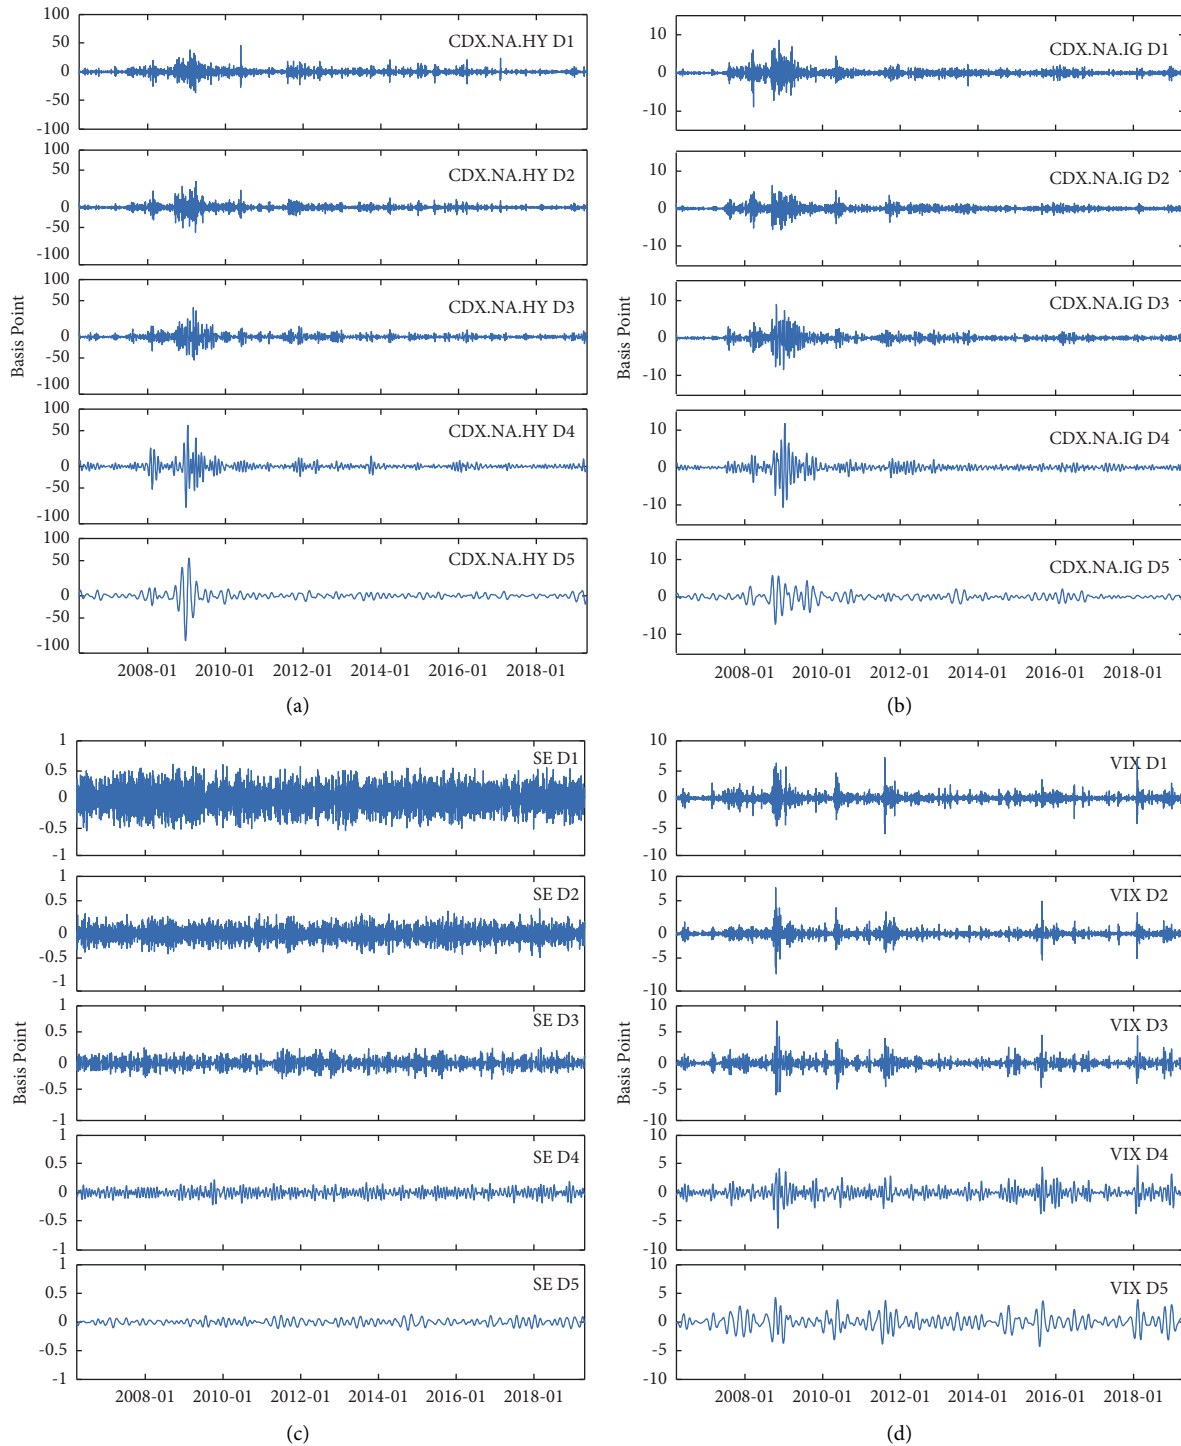 100
50
CDX.NA.HY D1
0
-50
-100
100
50
CDX.NA.HY D2
0
-50
-100
100
50
CDX.NA.HY D3
0
-50
-100
100
50
CDX.NA.HY D4
0
-50
-100
100
50
CDX.NA.HY D5
0
-50
-100
Basis Point
2008-01 2010-01 2012-01 2014-01 2016-01 2018-01
(a)
10
CDX.NA.IG D1
0
-10
10
CDX.NA.IG D2
0
-10
10
CDX.NA.IG D3
0
-10
10
CDX.NA.IG D4
0
-10
10
CDX.NA.IG D5
0
-10
Basis Point
2008-01 2010-01 2012-01 2014-01 2016-01 2018-01
(b)
1
SE D1
0.5
0
-0.5
-1
1
SE D2
0.5
0
-0.5
-1
1
SE D3
0.5
0
-0.5
-1
1
SE D4
0.5
0
-0.5
-1
1
SE D5
0.5
0
-0.5
-1
Basis Point
2008-01 2010-01 2012-01 2014-01 2016-01 2018-01
(c)
10
VIX D1
5
0
-5
-10
10
VIX D2
5
0
-5
-10
10
VIX D3
5
0
-5
-10
10
VIX D4
5
0
-5
-10
10
VIX D5
5
0
-5
-10
Basis Point
2008-01 2010-01 2012-01 2014-01 2016-01 2018-01
(d)